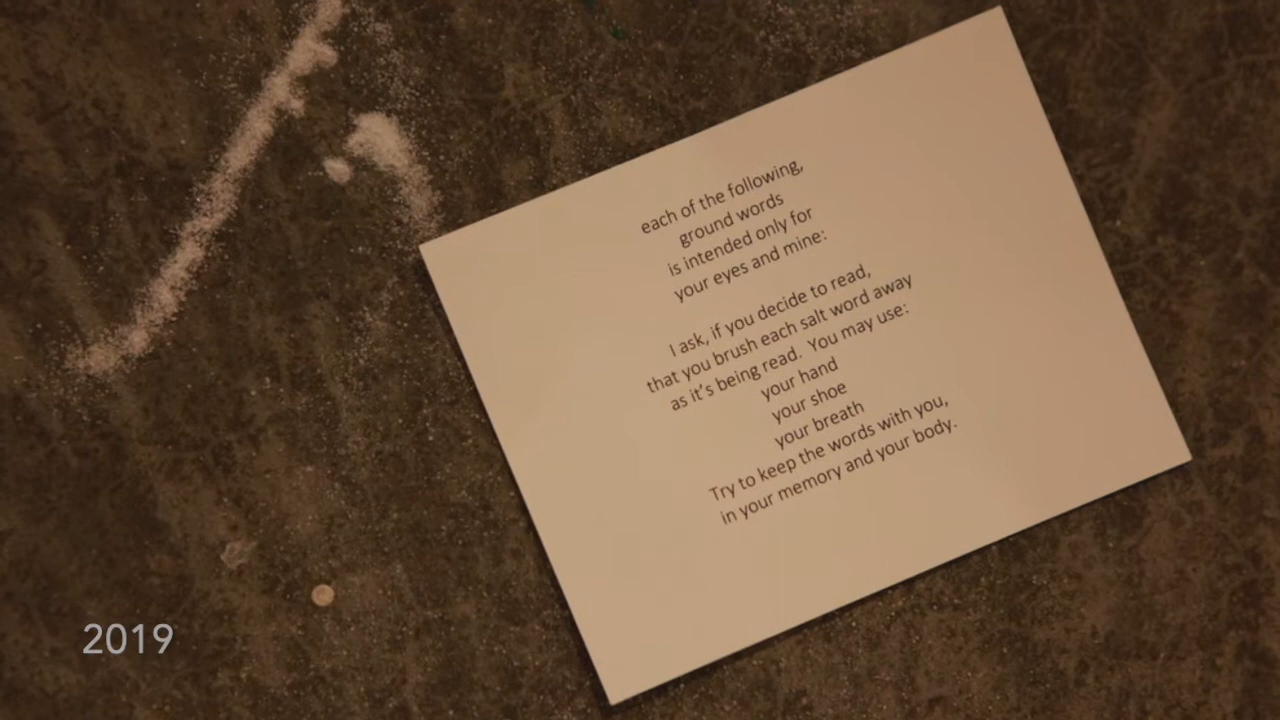 each of the following,
ground words
is intended only for
your eyes and mine:
I ask, if you decide to read,
that you brush each salt word away
as it's being read.  You may use:
your hand
your shoe
your breath
Try to keep the words with you,
in your memory and your body.
2019